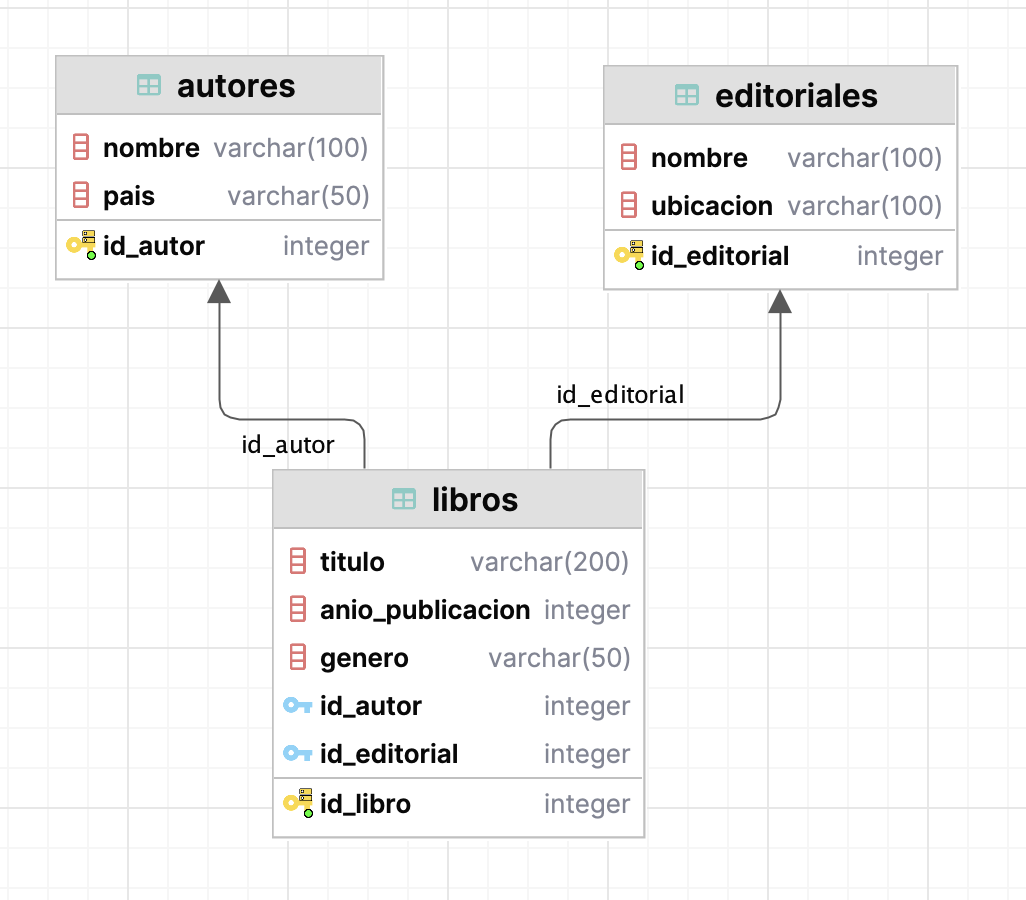 autores
nombre varchar(100)
pais varchar(50)
id_autor integer
editoriales
nombre varchar(100)
ubicacion varchar(100)
id_editorial integer
id_editorial
id_autor
libros
titulo varchar(200)
anio_publicacion integer
genero varchar(50)
id_autor integer
id_editorial integer
id_libro integer